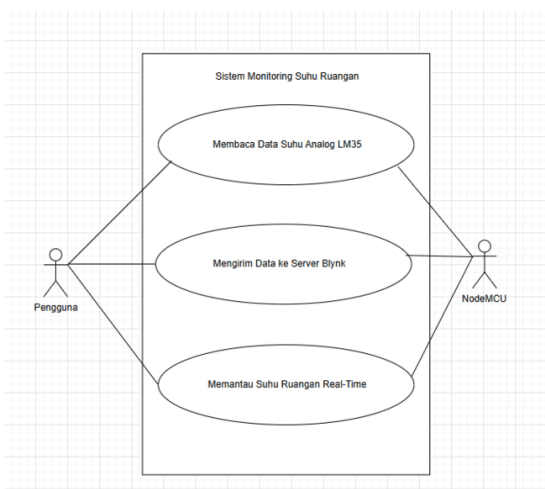 Sistem Monitoring Suhu Ruangan
Membaca Data Suhu Analog LM35
Mengirim Data ke Server Blynk
Pengguna
NodeMCU
Memantau Suhu Ruangan Real-Time